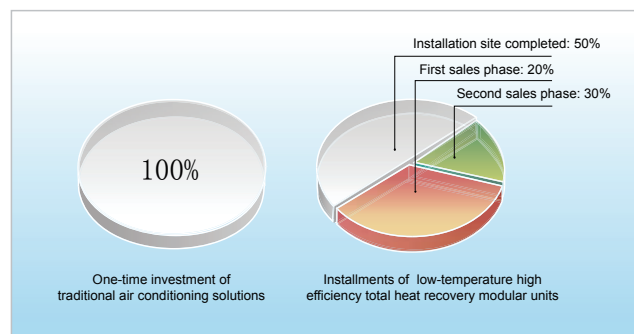 Installation site completed: 50%
First sales phase: 20%
Second sales phase: 30%
100%
One-time investment of
traditional air conditioning solutions
Installments of low-temperature high
efficiency total heat recovery modular units